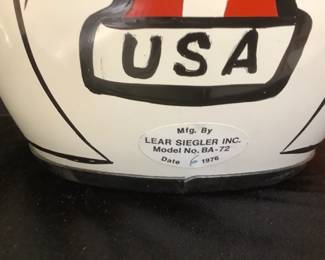 USA
Mfg. By
LEAR SIEGLER INC.
Model No. BA-72
Date 6 1976